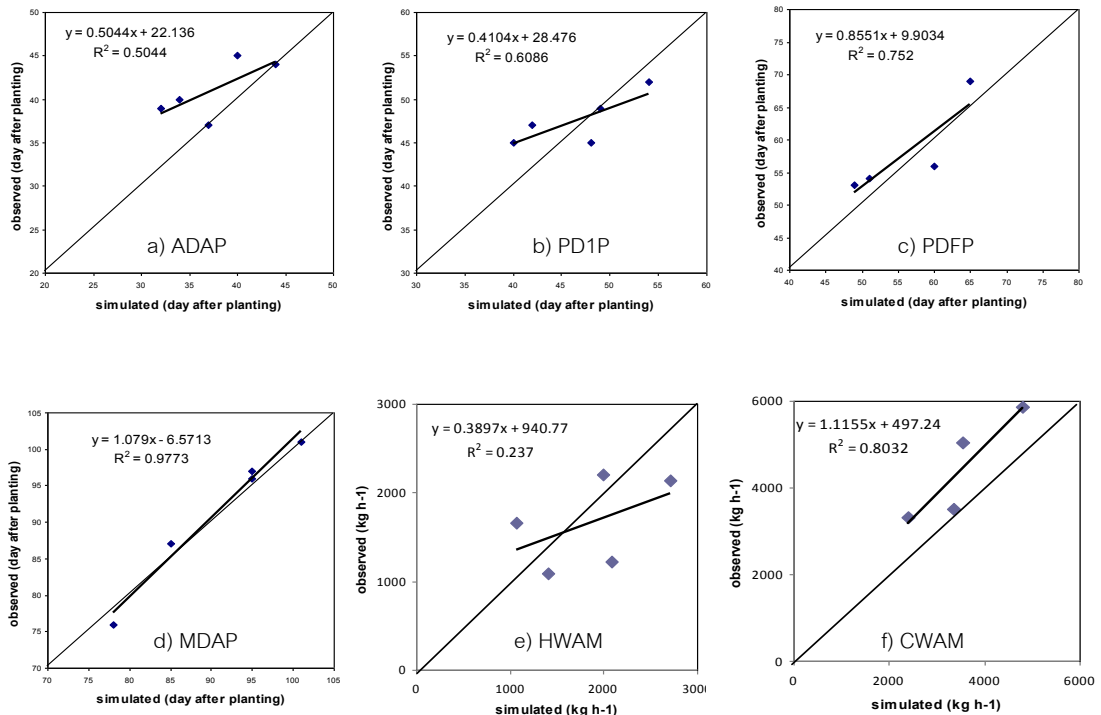 50
45
40
35
30
25
20
20 25 30 35 40 45 50
observed (day after planting)
simulated (day after planting)
y = 0.5044x + 22.136
R² = 0.5044
a) ADAP
60
55
50
45
40
35
30
30 35 40 45 50 55 60
observed (day after planting)
simulated (day after planting)
y = 0.4104x + 28.476
R² = 0.6086
b) PD1P
80
75
70
65
60
55
50
45
40
40 45 50 55 60 65 70 75 80
observed (day after planting)
simulated (day after planting)
y = 0.8551x + 9.9034
R² = 0.752
c) PDFP
105
100
95
90
85
80
75
70
70 75 80 85 90 95 100 105
observed (day after planting)
simulated (day after planting)
y = 1.079x - 6.5713
R² = 0.9773
d) MDAP
3000
2000
1000
0
0 1000 2000 300
observed (kg h-1)
simulated (kg h-1)
y = 0.3897x + 940.77
R² = 0.237
e) HWAM
6000
4000
2000
0
0 2000 4000 6000
observed (kg h-1)
simulated (kg h-1)
y = 1.1155x + 497.24
R² = 0.8032
f) CWAM